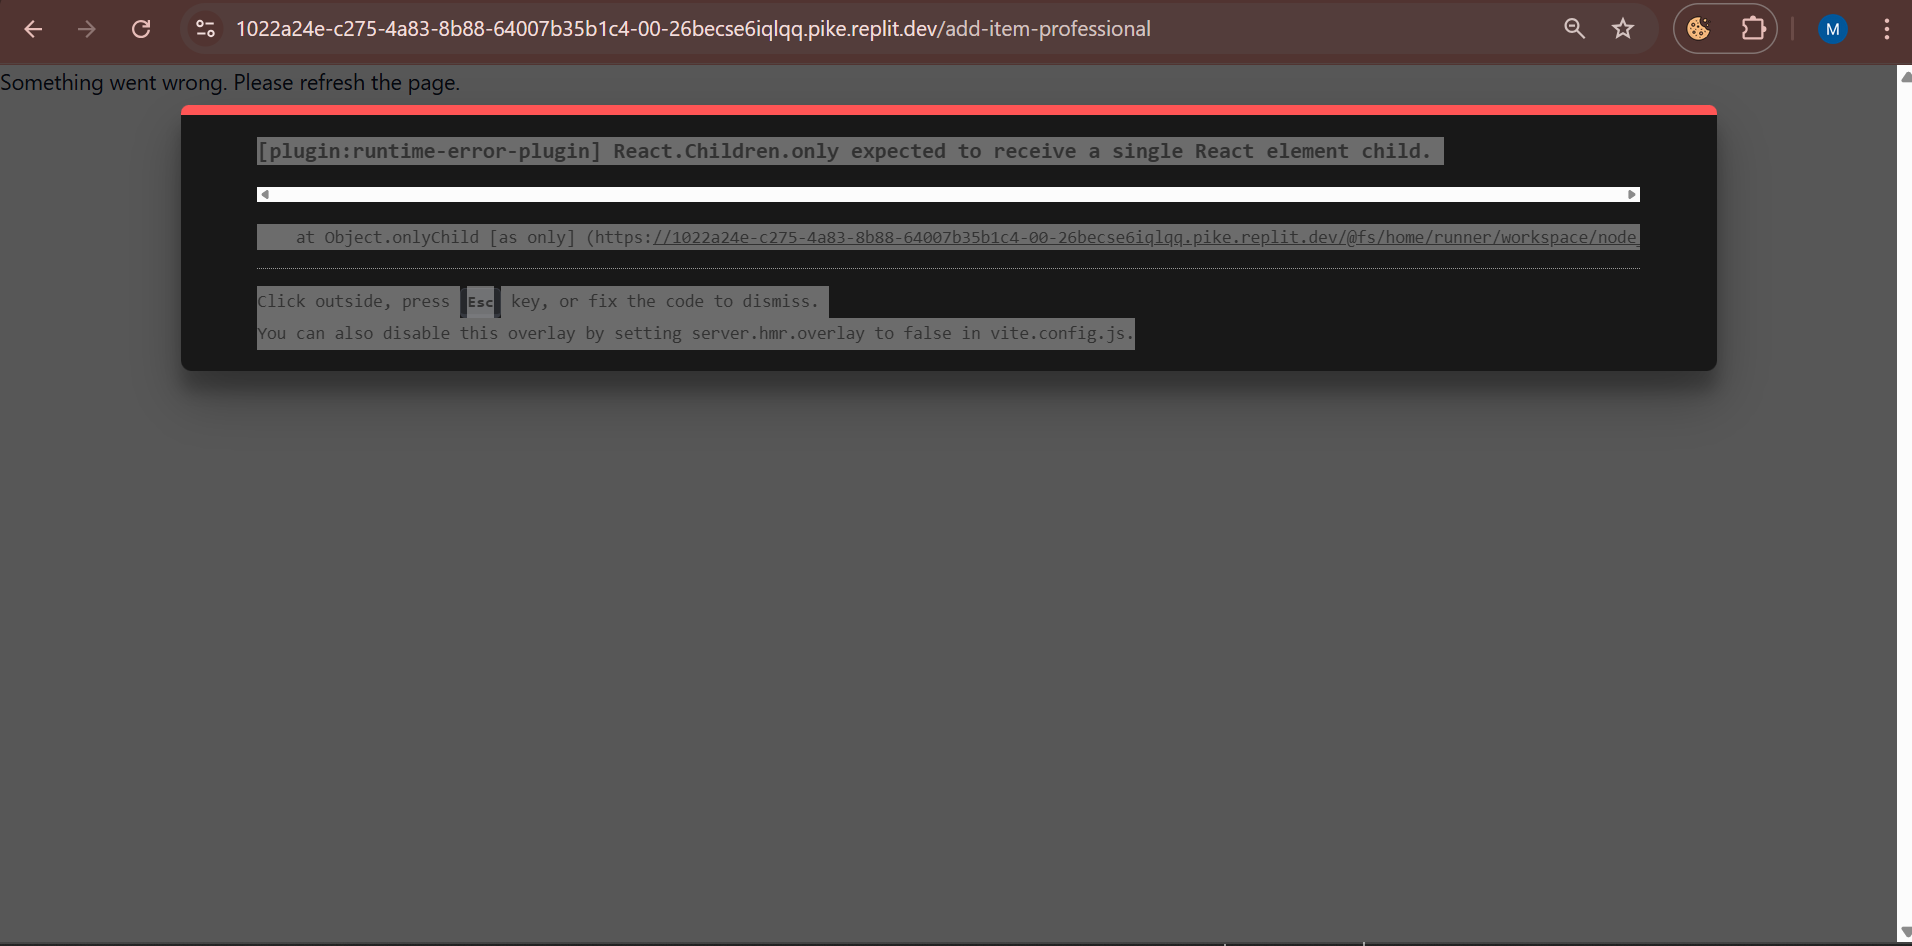 1022a24e-c275-4a83-8b88-64007b35b1c4-00-26becse6iqlqq.pike.replit.dev/add-item-professional
M
Something went wrong. Please refresh the page.
[plugin:runtime-error-plugin] React.Children.only expected to receive a single React element child.
at Object.onlyChild [as only] (https://1022a24e-c275-4a83-8b88-64007b35b1c4-00-26becse6iqlqq.pike.replit.dev/@fs/home/runner/workspace/node_
Click outside, press Esc key, or fix the code to dismiss.
You can also disable this overlay by setting server.hmr.overlay to false in vite.config.js.